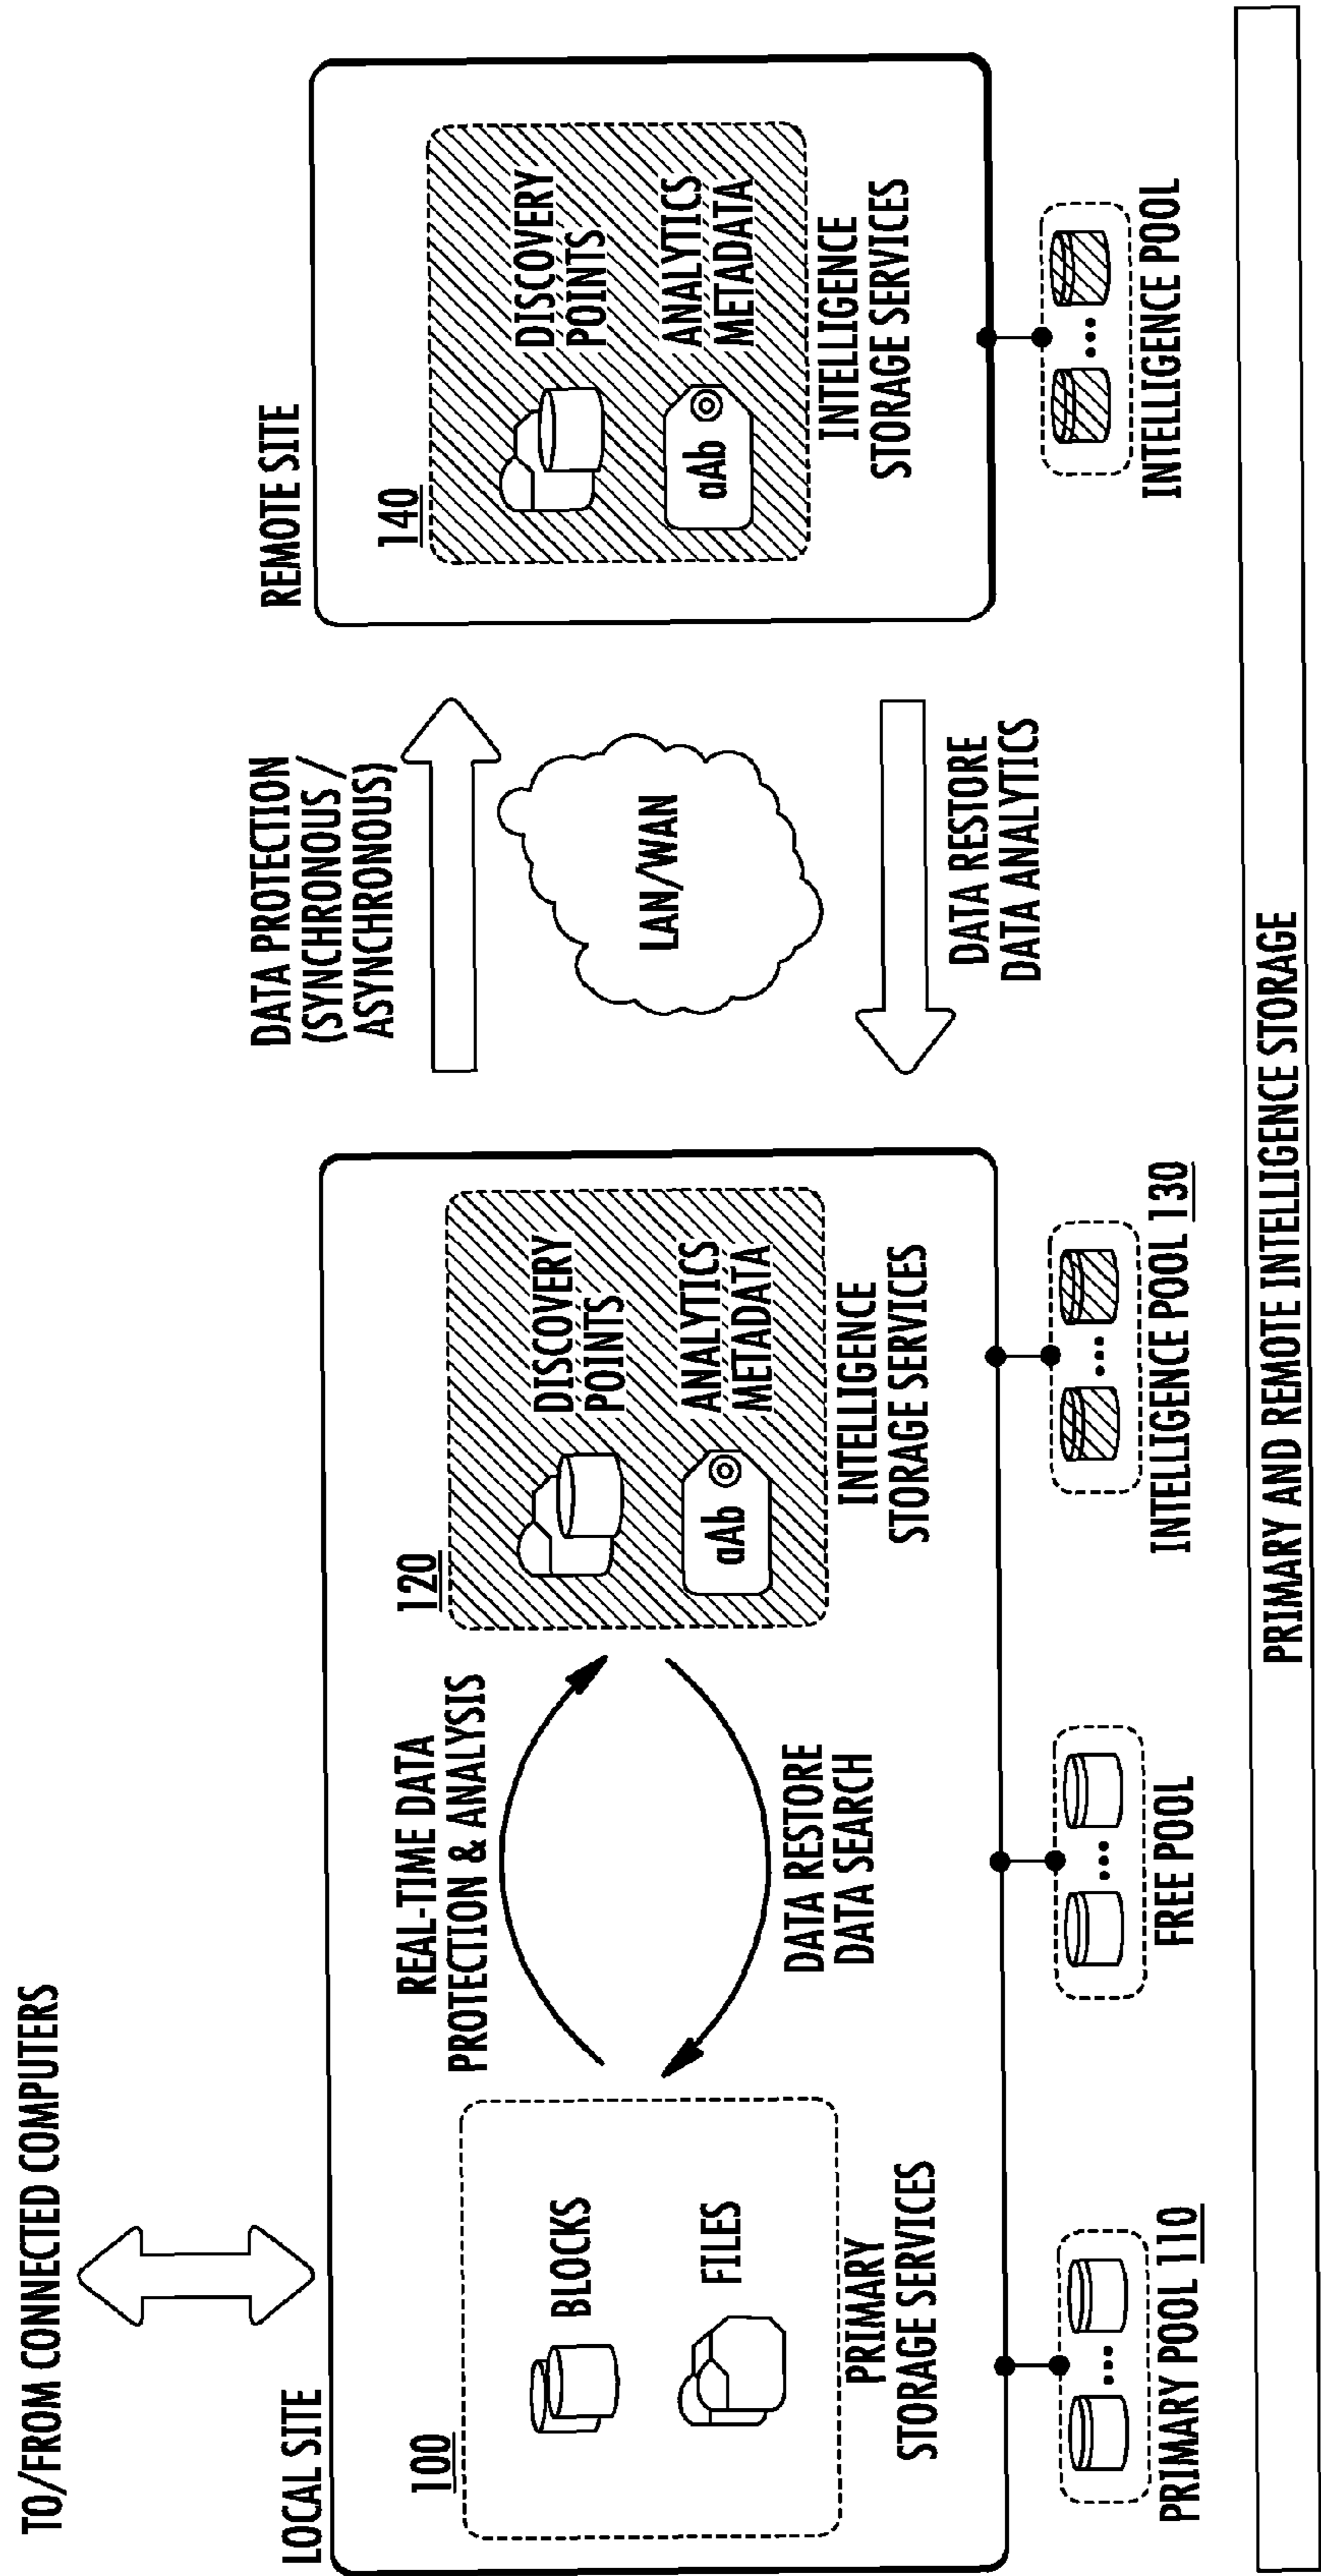 TO/FROM CONNECTED COMPUTERS
LOCAL SITE
100
BLOCKS
FILES
PRIMARY
STORAGE SERVICES
REAL-TIME DATA
PROTECTION & ANALYSIS
DATA RESTORE
DATA SEARCH
120
DISCOVERY
POINTS
aAb
ANALYTICS
METADATA
INTELLIGENCE
STORAGE SERVICES
PRIMARY POOL 110
FREE POOL
INTELLIGENCE POOL 130
DATA PROTECTION
(SYNCHRONOUS /
ASYNCHRONOUS)
LAN/WAN
DATA RESTORE
DATA ANALYTICS
REMOTE SITE
140
DISCOVERY
POINTS
aAb
ANALYTICS
METADATA
INTELLIGENCE
STORAGE SERVICES
INTELLIGENCE POOL
PRIMARY AND REMOTE INTELLIGENCE STORAGE